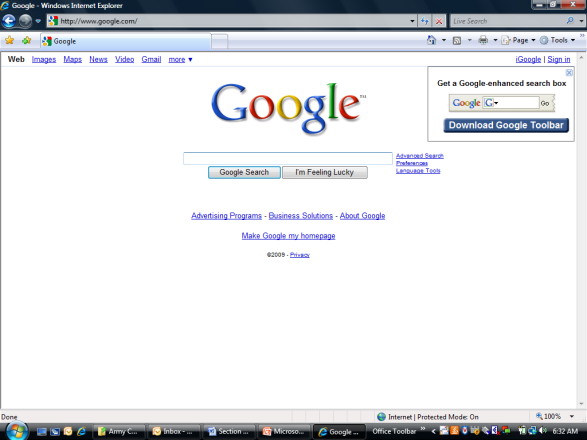 Google - Windows Internet Explorer
http://www.google.com/
Live Search
Google
Page
Tools
Web Images Maps News Video Gmail more ▼
iGoogle | Sign in
Get a Google-enhanced search box
Google G Go
Download Google Toolbar
Google™
Advanced Search
Preferences
Language Tools
Google Search
I'm Feeling Lucky
Advertising Programs - Business Solutions - About Google
Make Google my homepage
©2009 - Privacy
Done
Internet | Protected Mode: On
100%
Army C...
Inbox - ...
Section ...
Microso...
Google ...
Office Toolbar
6:32 AM